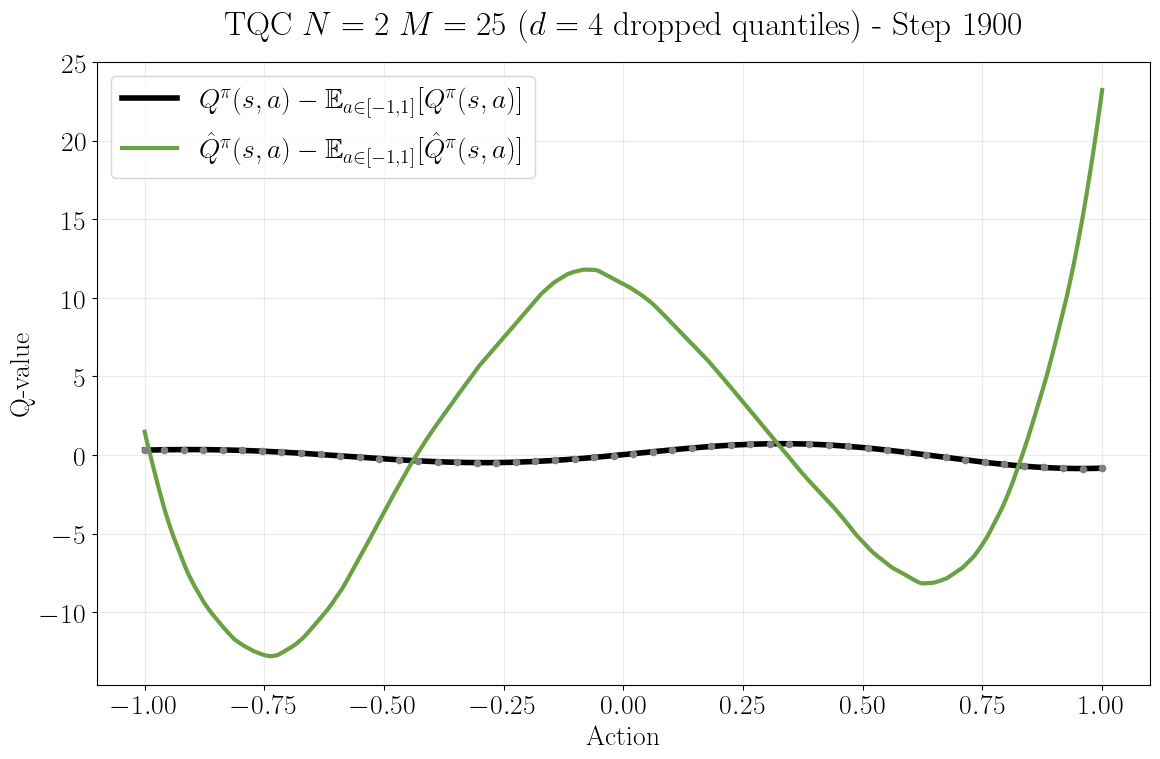 TQC N = 2 M = 25 (d = 4 dropped quantiles) - Step 1900
Q^π(s, a) − 𝔼_{a∈[−1,1]}[Q^π(s, a)]
Q̂^π(s, a) − 𝔼_{a∈[−1,1]}[Q̂^π(s, a)]
25
20
15
10
5
0
−5
−10
Q-value
−1.00 −0.75 −0.50 −0.25 0.00 0.25 0.50 0.75 1.00
Action